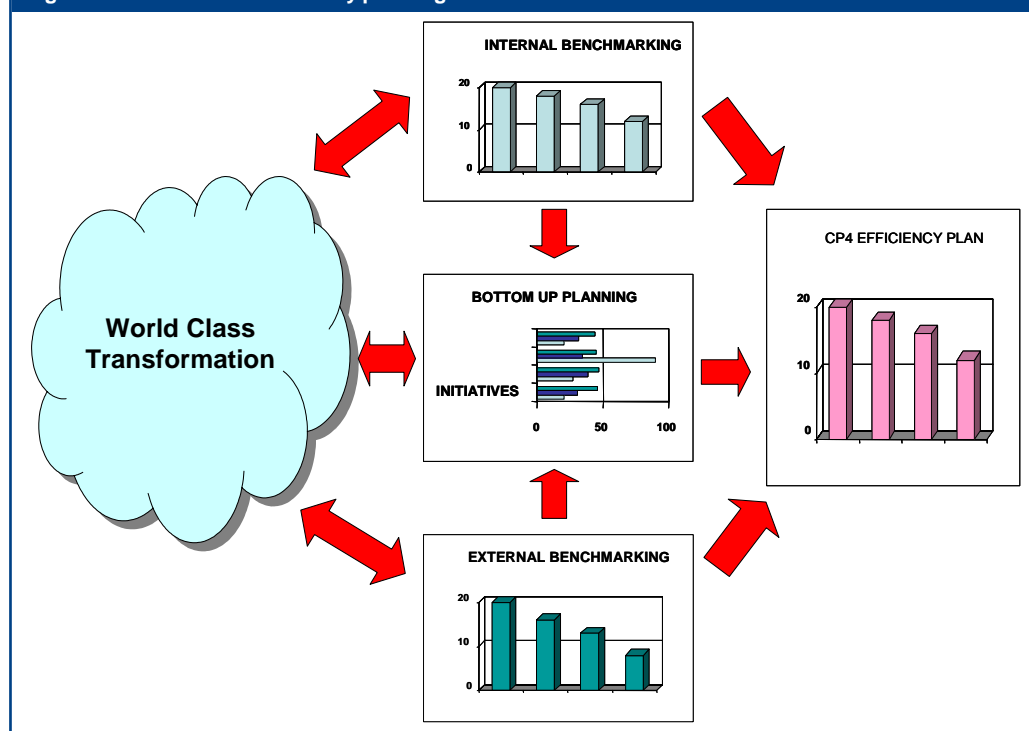 INTERNAL BENCHMARKING
20
10
0
World Class
Transformation
BOTTOM UP PLANNING
INITIATIVES
0 50 100
CP4 EFFICIENCY PLAN
20
10
0
EXTERNAL BENCHMARKING
20
10
0